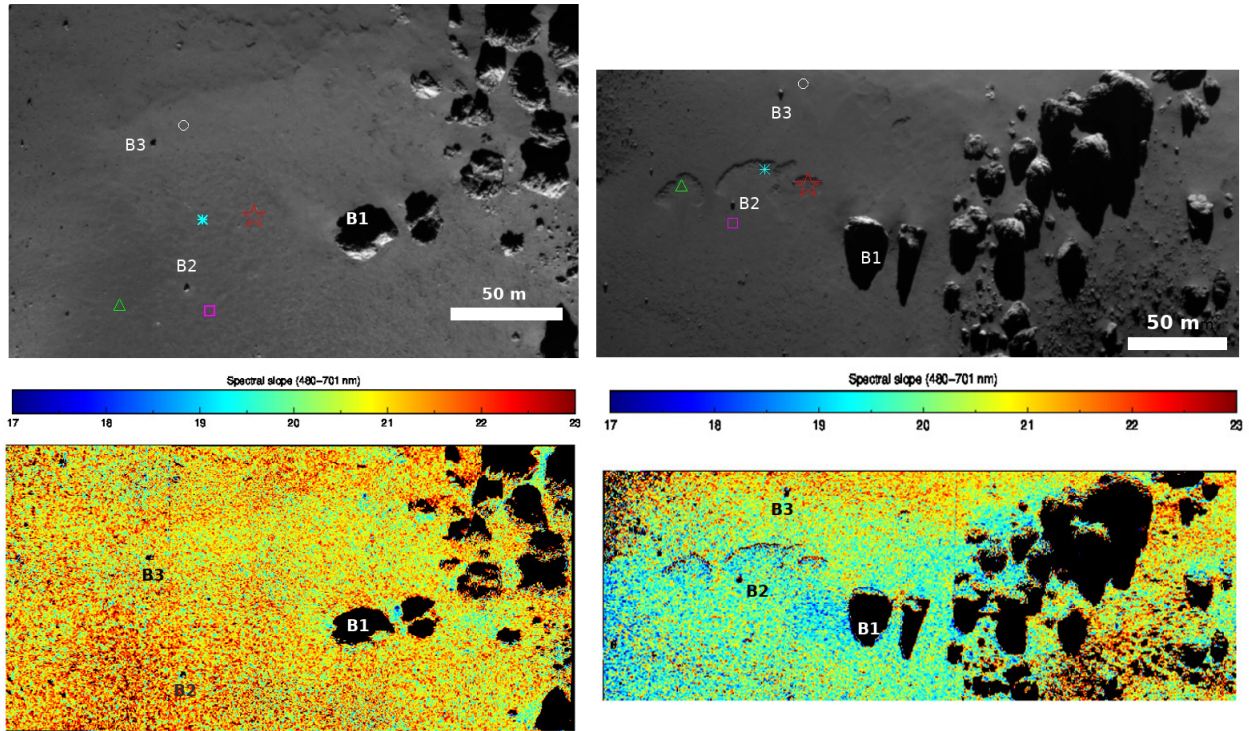 B3
B1
B2
50 m
B3
B2
B1
50 m
Spectral slope (480–701 nm)
17 18 19 20 21 22 23
Spectral slope (480–701 nm)
17 18 19 20 21 22 23
B3
B1
B2
B3
B2
B1